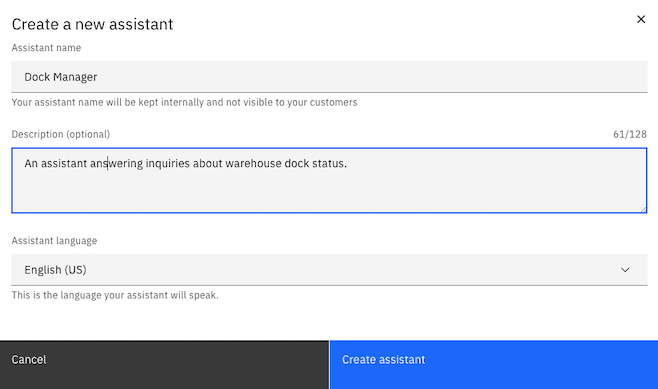 Create a new assistant
Assistant name
Dock Manager
Your assistant name will be kept internally and not visible to your customers
Description (optional) 61/128
An assistant answering inquiries about warehouse dock status.
Assistant language
English (US)
This is the language your assistant will speak.
Cancel Create assistant